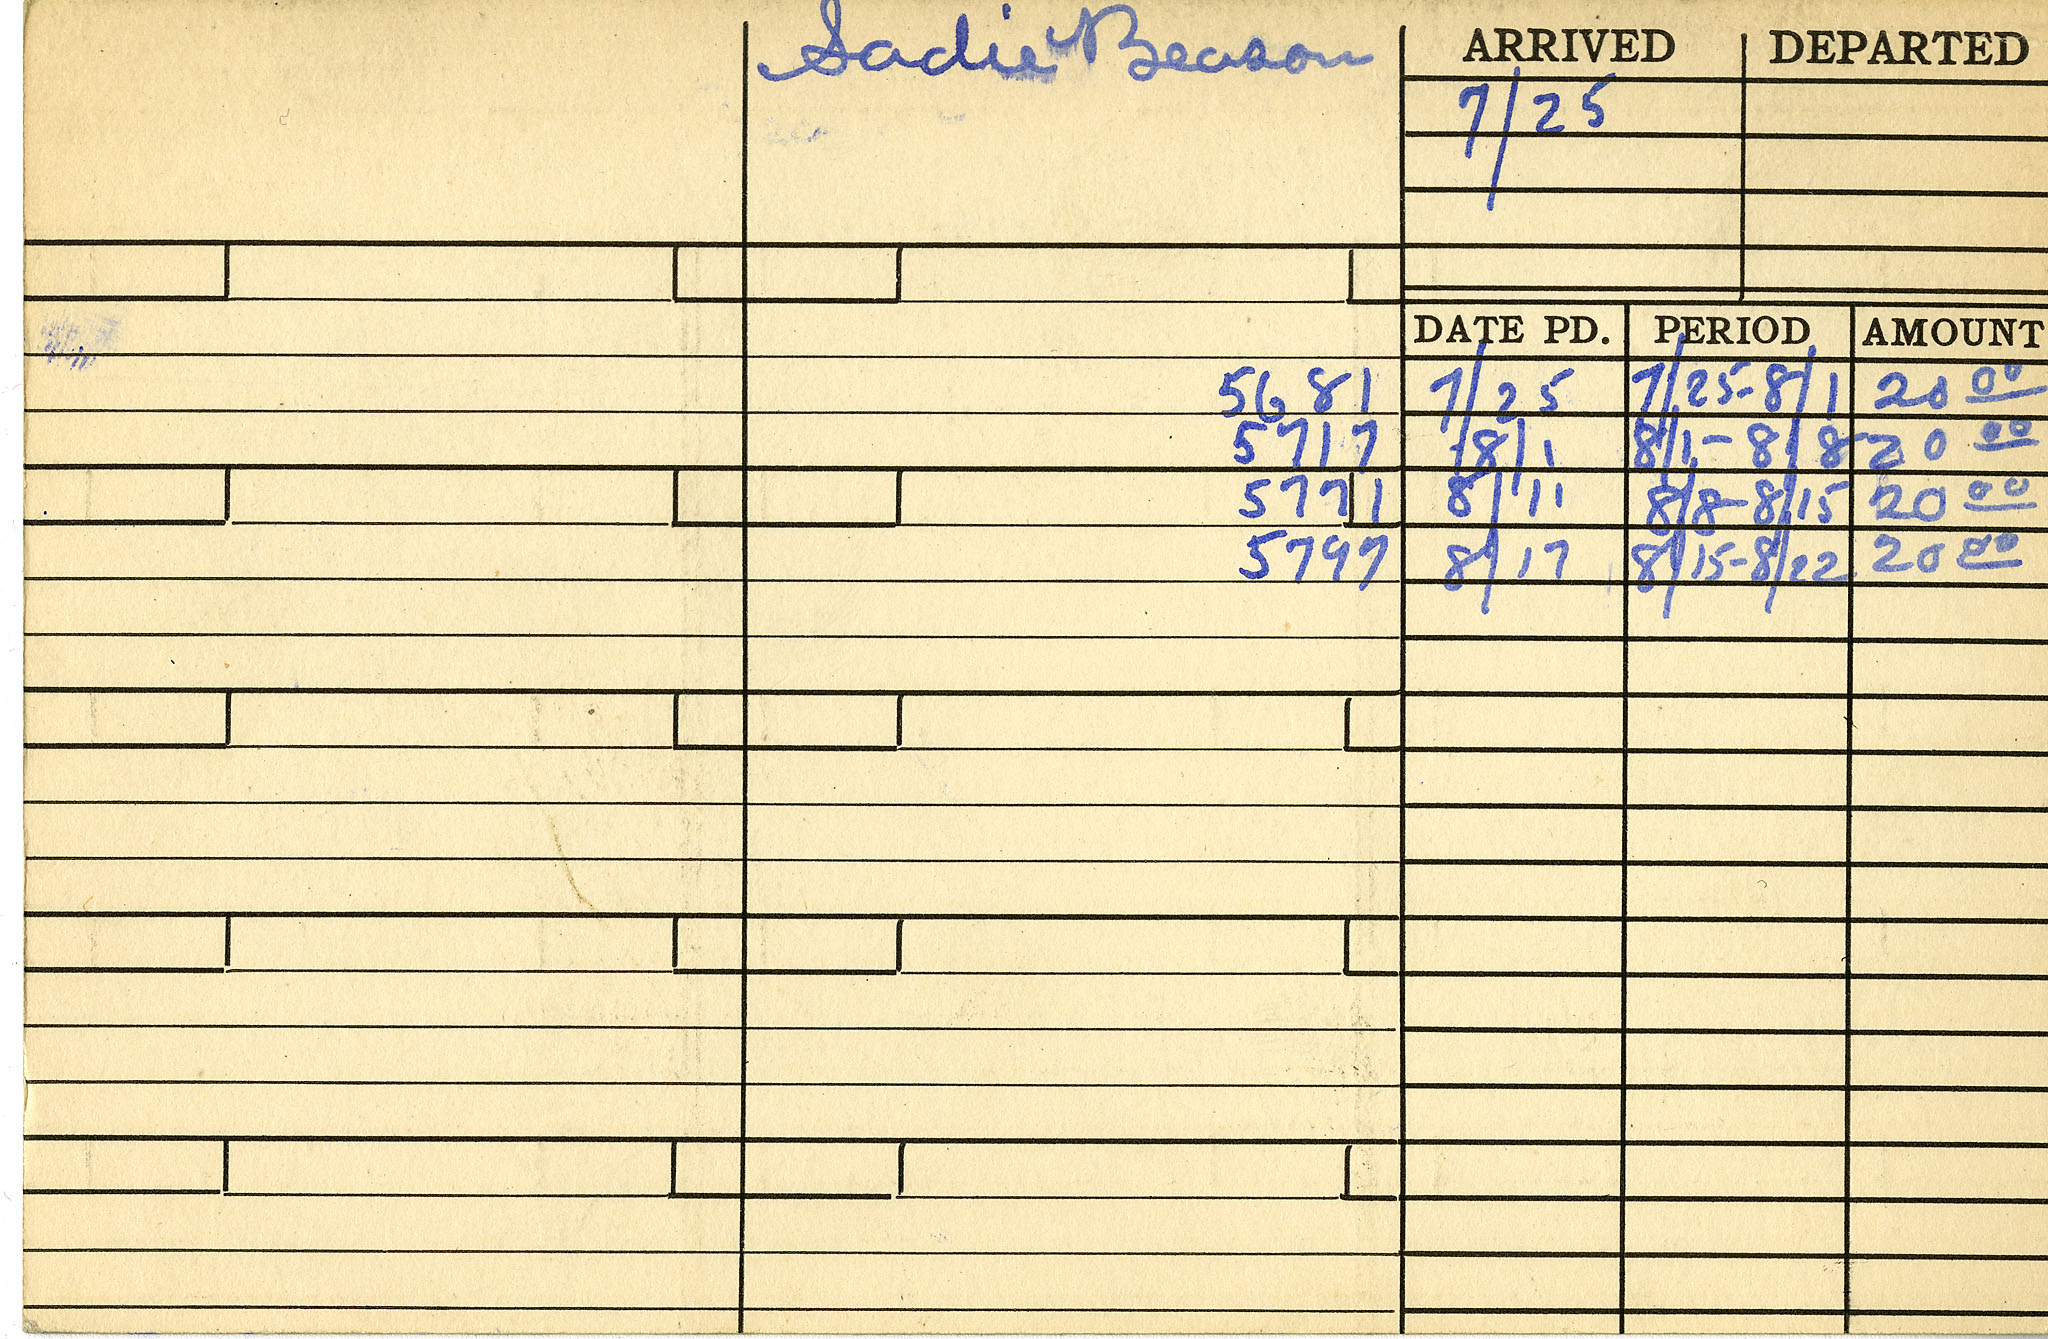 Sadie Beason ARRIVED DEPARTED
7/25
DATE PD. PERIOD AMOUNT
5681 7/25 7/25-8/1 20 00
5717 8/1 8/1-8/8 20 00
5771 8/11 8/8-8/15 20 00
5797 8/17 8/15-8/22 20 00